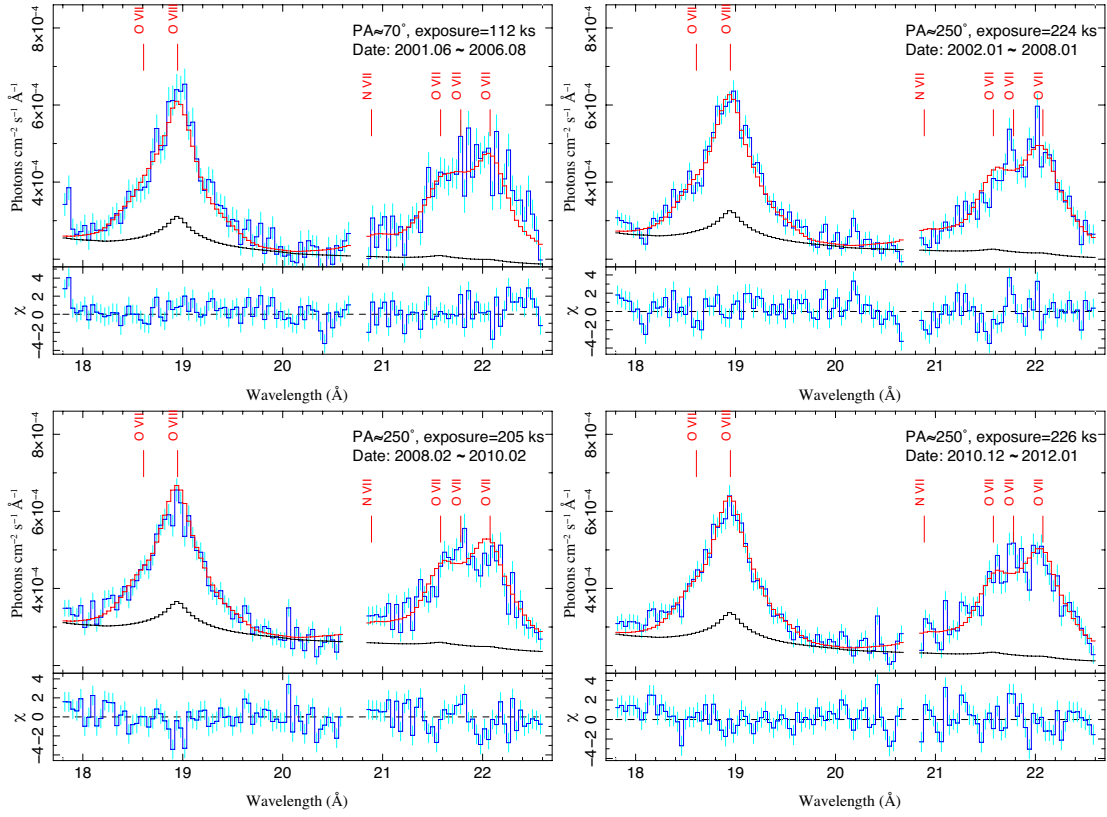 O VII
O VII
PA≈70°, exposure=112 ks
Date: 2001.06 ~ 2006.08
N VII
O VII
O VII
O VII
8×10⁻⁴
6×10⁻⁴
4×10⁻⁴
Photons cm⁻² s⁻¹ Å⁻¹
4
2
0
−2
−4
χ
18 19 20 21 22
Wavelength (Å)
O VII
O VII
PA≈250°, exposure=224 ks
Date: 2002.01 ~ 2008.01
N VII
O VII
O VII
O VII
8×10⁻⁴
6×10⁻⁴
4×10⁻⁴
Photons cm⁻² s⁻¹ Å⁻¹
4
2
0
−2
−4
χ
18 19 20 21 22
Wavelength (Å)
O VII
O VII
PA≈250°, exposure=205 ks
Date: 2008.02 ~ 2010.02
N VII
O VII
O VII
O VII
8×10⁻⁴
6×10⁻⁴
4×10⁻⁴
Photons cm⁻² s⁻¹ Å⁻¹
4
2
0
−2
−4
χ
18 19 20 21 22
Wavelength (Å)
O VII
O VII
PA≈250°, exposure=226 ks
Date: 2010.12 ~ 2012.01
N VII
O VII
O VII
O VII
8×10⁻⁴
6×10⁻⁴
4×10⁻⁴
Photons cm⁻² s⁻¹ Å⁻¹
4
2
0
−2
−4
χ
18 19 20 21 22
Wavelength (Å)